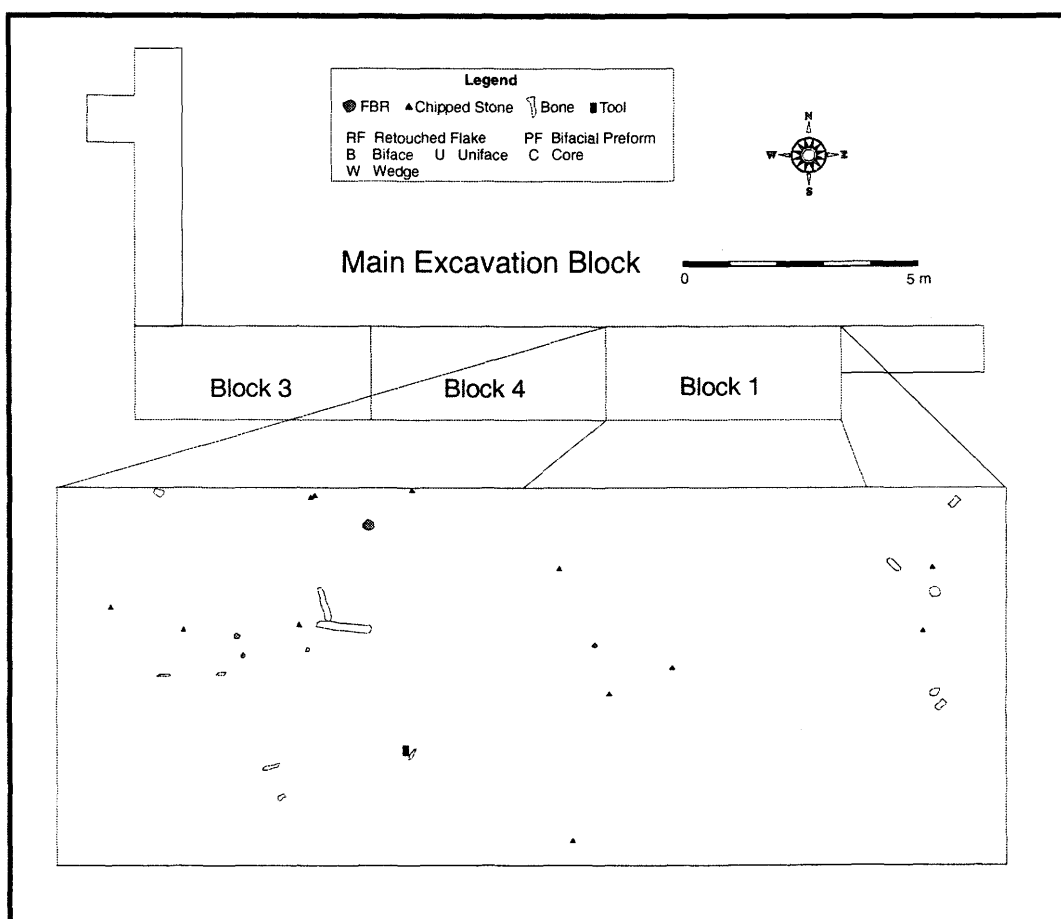 Legend
FBR Chipped Stone Bone Tool
RF Retouched Flake PF Bifacial Preform
B Biface U Uniface C Core
W Wedge
N
W E
S
Main Excavation Block
0 5 m
Block 3 Block 4 Block 1